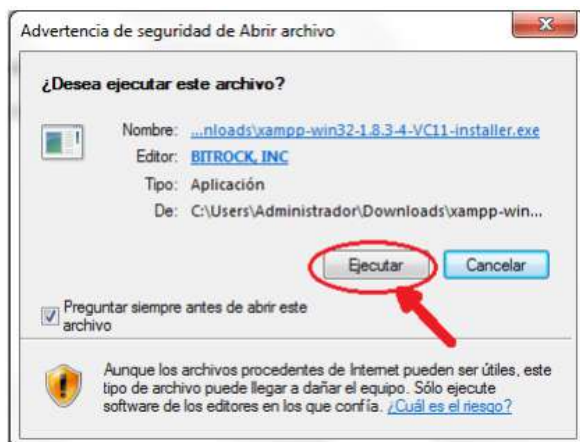 Advertencia de seguridad de Abrir archivo
¿Desea ejecutar este archivo?
Nombre: ...nloads\xampp-win32-1.8.3-4-VC11-installer.exe
Editor: BITROCK, INC
Tipo: Aplicación
De: C:\Users\Administrador\Downloads\xampp-win...
Ejecutar Cancelar
Preguntar siempre antes de abrir este
archivo
Aunque los archivos procedentes de Internet pueden ser útiles, este
tipo de archivo puede llegar a dañar el equipo. Sólo ejecute
software de los editores en los que confía. ¿Cuál es el riesgo?